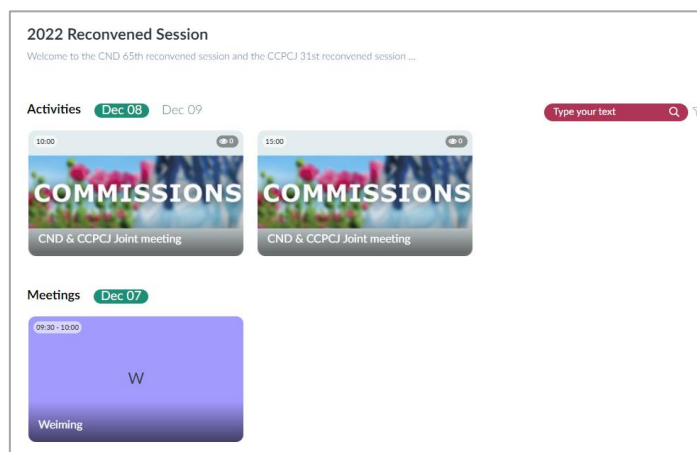 2022 Reconvened Session
Welcome to the CND 65th reconvened session and the CCPCJ 31st reconvened session ...
Activities Dec 08 Dec 09
Type your text
10:00 0 15:00 0
COMMISSIONS COMMISSIONS
CND & CCPCJ Joint meeting CND & CCPCJ Joint meeting
Meetings Dec 07
09:30 - 10:00
W
Weiming